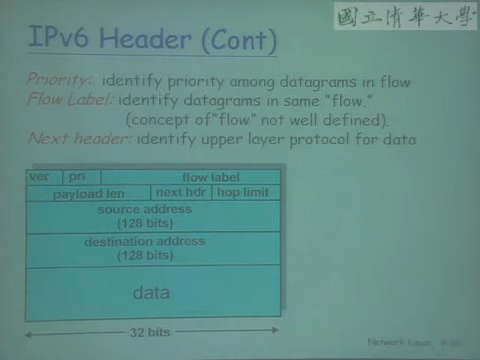 國立清華大學
IPv6 Header (Cont)
Priority: identify priority among datagrams in flow
Flow Label: identify datagrams in same "flow."
(concept of "flow" not well defined).
Next header: identify upper layer protocol for data
ver pri flow label
payload len next hdr hop limit
source address
(128 bits)
destination address
(128 bits)
data
32 bits
Network Layer